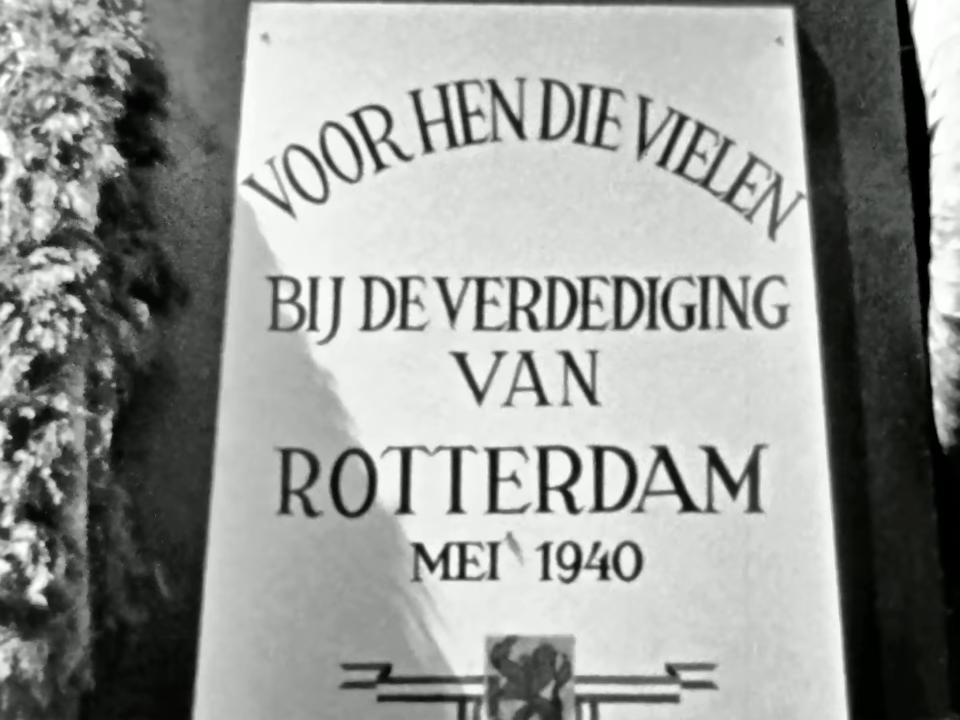 VOOR HEN DIE VIELEN
BIJ DE VERDEDIGING
VAN
ROTTERDAM
MEI 1940